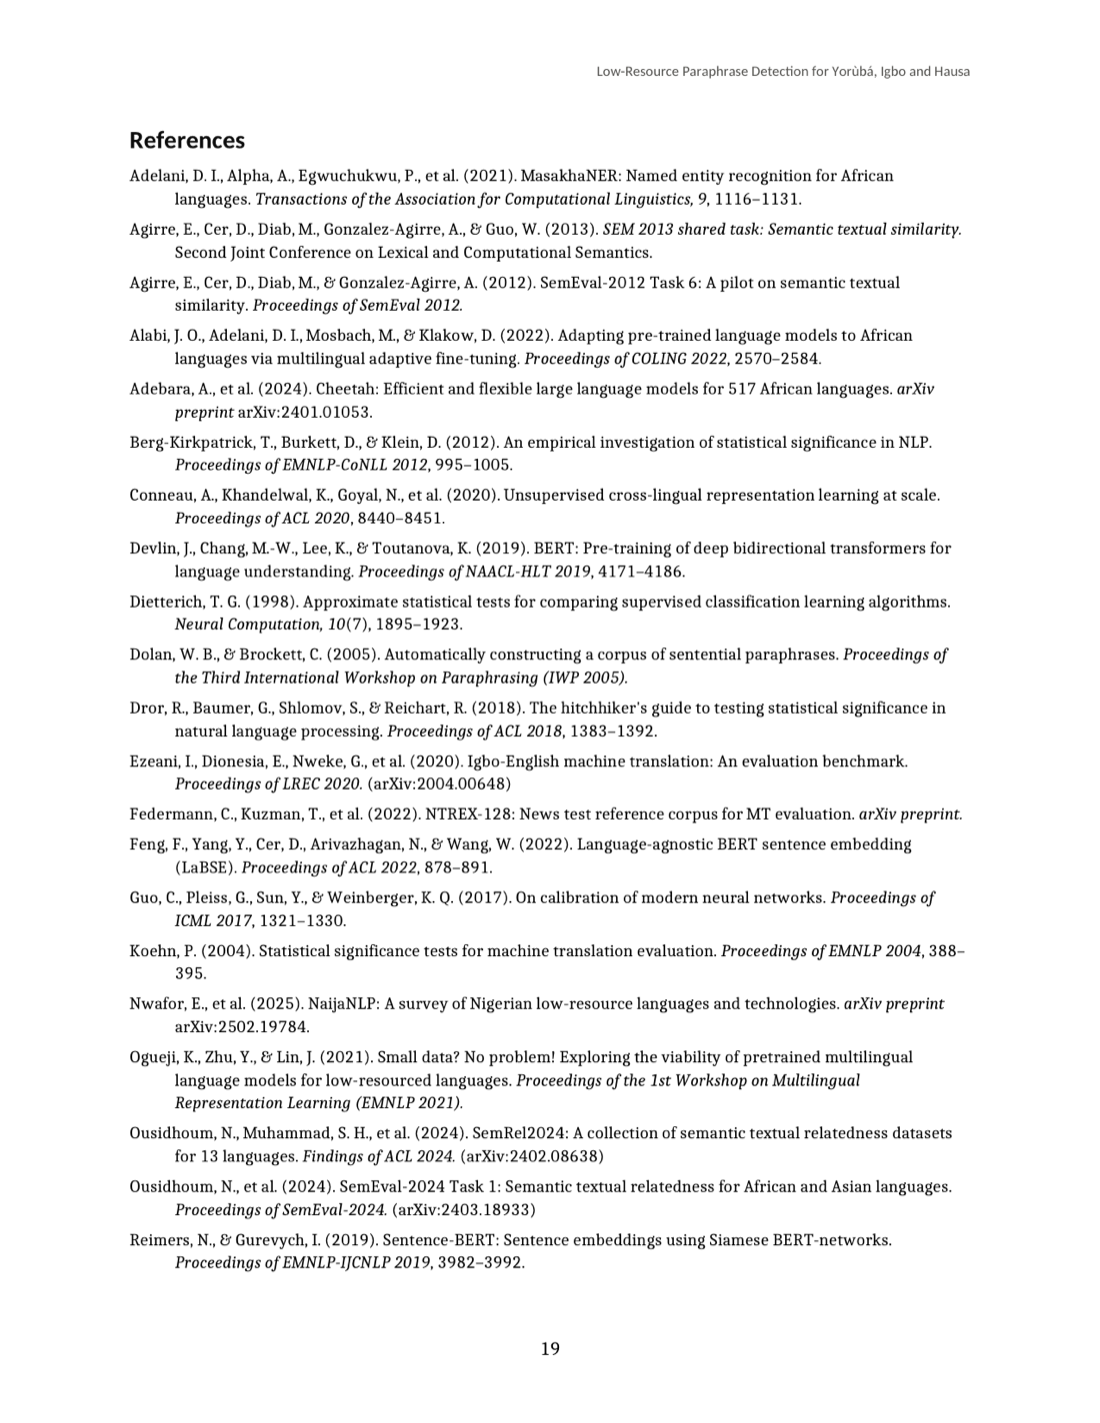 Low-Resource Paraphrase Detection for Yorùbá, Igbo and Hausa
References
Adelani, D. I., Alpha, A., Egwuchukwu, P., et al. (2021). MasakhaNER: Named entity recognition for African
languages. Transactions of the Association for Computational Linguistics, 9, 1116–1131.
Agirre, E., Cer, D., Diab, M., Gonzalez-Agirre, A., & Guo, W. (2013). SEM 2013 shared task: Semantic textual similarity.
Second Joint Conference on Lexical and Computational Semantics.
Agirre, E., Cer, D., Diab, M., & Gonzalez-Agirre, A. (2012). SemEval-2012 Task 6: A pilot on semantic textual
similarity. Proceedings of SemEval 2012.
Alabi, J. O., Adelani, D. I., Mosbach, M., & Klakow, D. (2022). Adapting pre-trained language models to African
languages via multilingual adaptive fine-tuning. Proceedings of COLING 2022, 2570–2584.
Adebara, A., et al. (2024). Cheetah: Efficient and flexible large language models for 517 African languages. arXiv
preprint arXiv:2401.01053.
Berg-Kirkpatrick, T., Burkett, D., & Klein, D. (2012). An empirical investigation of statistical significance in NLP.
Proceedings of EMNLP-CoNLL 2012, 995–1005.
Conneau, A., Khandelwal, K., Goyal, N., et al. (2020). Unsupervised cross-lingual representation learning at scale.
Proceedings of ACL 2020, 8440–8451.
Devlin, J., Chang, M.-W., Lee, K., & Toutanova, K. (2019). BERT: Pre-training of deep bidirectional transformers for
language understanding. Proceedings of NAACL-HLT 2019, 4171–4186.
Dietterich, T. G. (1998). Approximate statistical tests for comparing supervised classification learning algorithms.
Neural Computation, 10(7), 1895–1923.
Dolan, W. B., & Brockett, C. (2005). Automatically constructing a corpus of sentential paraphrases. Proceedings of
the Third International Workshop on Paraphrasing (IWP 2005).
Dror, R., Baumer, G., Shlomov, S., & Reichart, R. (2018). The hitchhiker's guide to testing statistical significance in
natural language processing. Proceedings of ACL 2018, 1383–1392.
Ezeani, I., Dionesia, E., Nweke, G., et al. (2020). Igbo-English machine translation: An evaluation benchmark.
Proceedings of LREC 2020. (arXiv:2004.00648)
Federmann, C., Kuzman, T., et al. (2022). NTREX-128: News test reference corpus for MT evaluation. arXiv preprint.
Feng, F., Yang, Y., Cer, D., Arivazhagan, N., & Wang, W. (2022). Language-agnostic BERT sentence embedding
(LaBSE). Proceedings of ACL 2022, 878–891.
Guo, C., Pleiss, G., Sun, Y., & Weinberger, K. Q. (2017). On calibration of modern neural networks. Proceedings of
ICML 2017, 1321–1330.
Koehn, P. (2004). Statistical significance tests for machine translation evaluation. Proceedings of EMNLP 2004, 388–
395.
Nwafor, E., et al. (2025). NaijaNLP: A survey of Nigerian low-resource languages and technologies. arXiv preprint
arXiv:2502.19784.
Ogueji, K., Zhu, Y., & Lin, J. (2021). Small data? No problem! Exploring the viability of pretrained multilingual
language models for low-resourced languages. Proceedings of the 1st Workshop on Multilingual
Representation Learning (EMNLP 2021).
Ousidhoum, N., Muhammad, S. H., et al. (2024). SemRel2024: A collection of semantic textual relatedness datasets
for 13 languages. Findings of ACL 2024. (arXiv:2402.08638)
Ousidhoum, N., et al. (2024). SemEval-2024 Task 1: Semantic textual relatedness for African and Asian languages.
Proceedings of SemEval-2024. (arXiv:2403.18933)
Reimers, N., & Gurevych, I. (2019). Sentence-BERT: Sentence embeddings using Siamese BERT-networks.
Proceedings of EMNLP-IJCNLP 2019, 3982–3992.
19